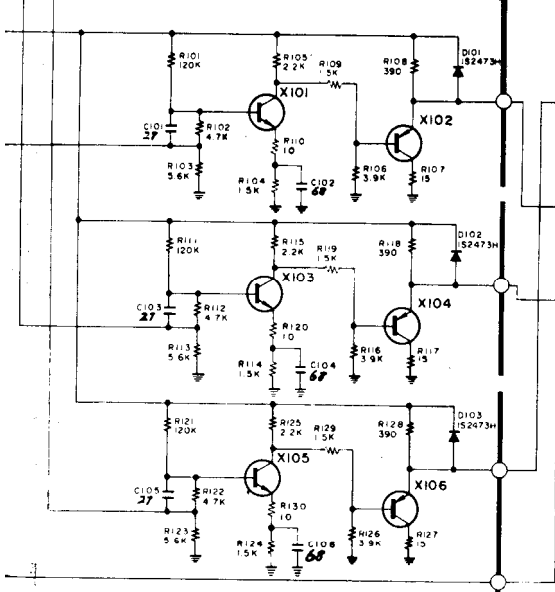 R101
120K
R105
2.2K
R109
1.5K
R108
390
D101
1S2473H
X101
X102
C101
27
R102
4.7K
R110
10
R103
5.6K
R104
1.5K
C102
68
R106
3.9K
R107
15
R111
120K
R115
2.2K
R119
1.5K
R118
390
D102
1S2473H
X103
X104
C103
27
R112
4.7K
R120
10
R113
5.6K
R114
1.5K
C104
68
R116
3.9K
R117
15
R121
120K
R125
2.2K
R129
1.5K
R128
390
D103
1S2473H
X105
X106
C105
27
R122
4.7K
R130
10
R123
5.6K
R124
1.5K
C106
68
R126
3.9K
R127
15